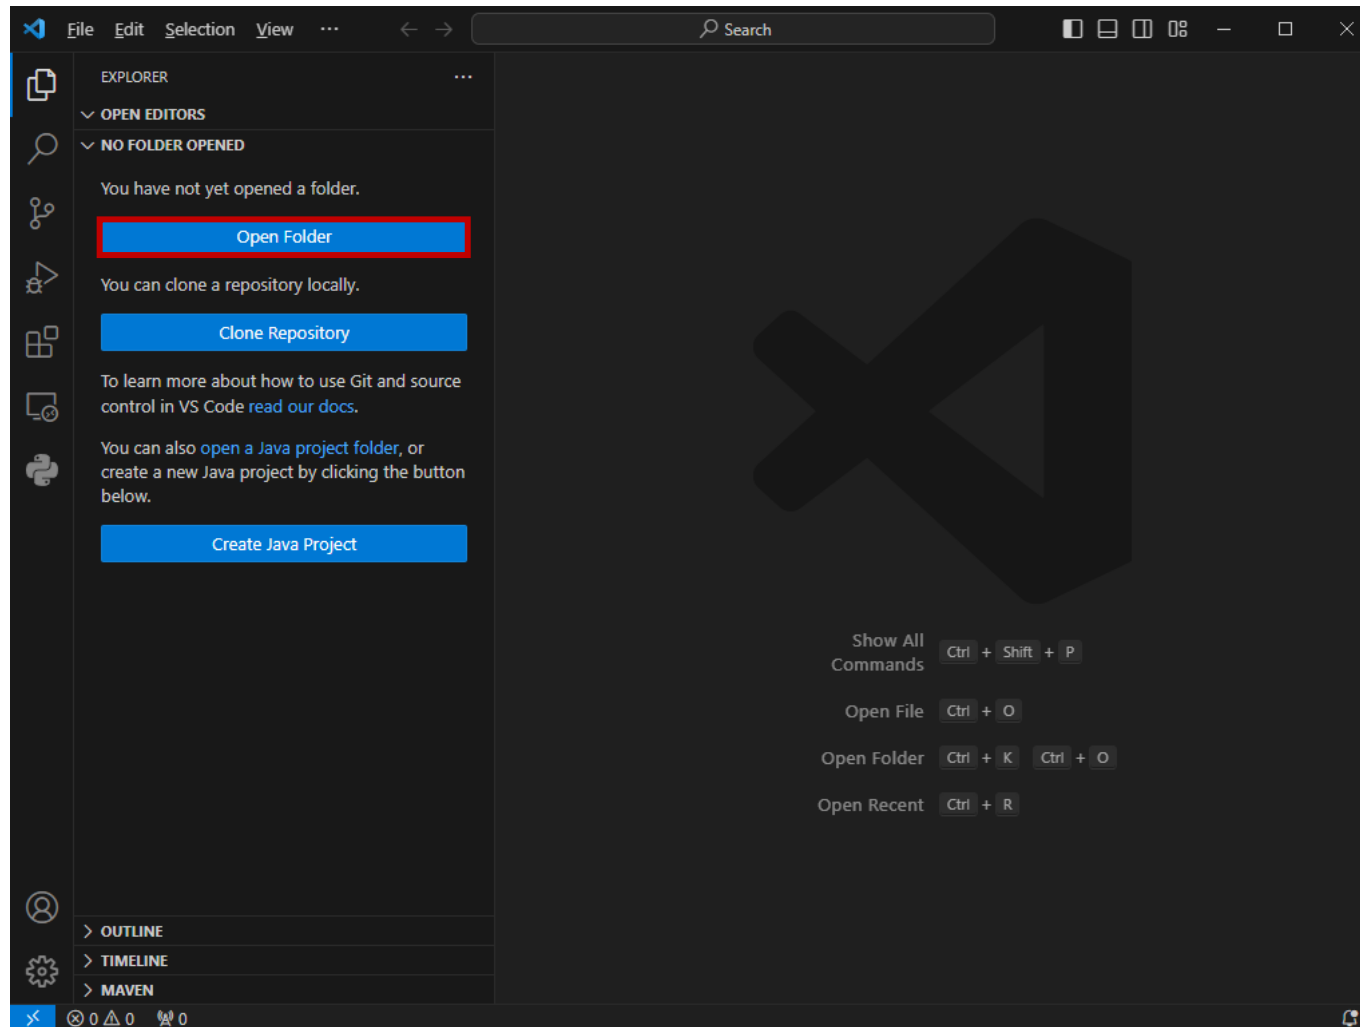 File Edit Selection View ··· Search
EXPLORER ···
OPEN EDITORS
NO FOLDER OPENED
You have not yet opened a folder.
Open Folder
You can clone a repository locally.
Clone Repository
To learn more about how to use Git and source
control in VS Code read our docs.
You can also open a Java project folder, or
create a new Java project by clicking the button
below.
Create Java Project
Show All
Commands Ctrl + Shift + P
Open File Ctrl + O
Open Folder Ctrl + K Ctrl + O
Open Recent Ctrl + R
OUTLINE
TIMELINE
MAVEN
0 0 0